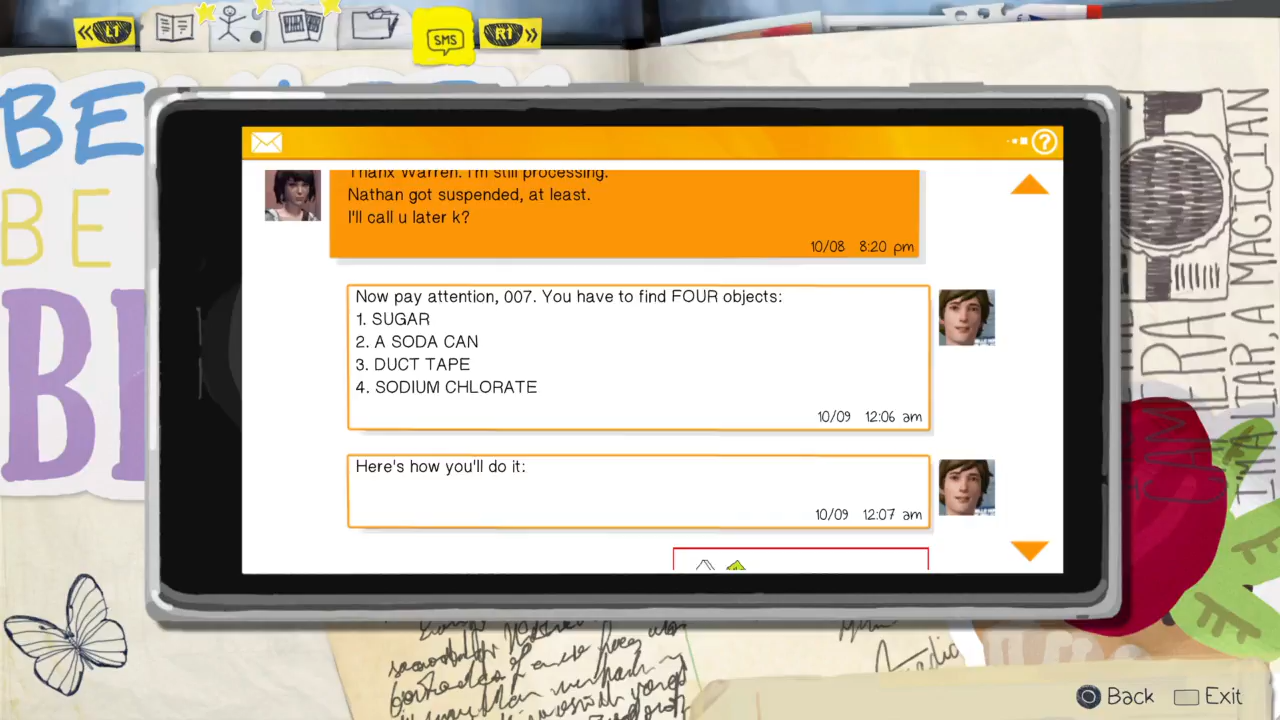 L1
SMS
R1
BE
BE
Thanx Warren. I'm still processing.
Nathan got suspended, at least.
I'll call u later k?
10/08 8:20 pm
Now pay attention, 007. You have to find FOUR objects:
1. SUGAR
2. A SODA CAN
3. DUCT TAPE
4. SODIUM CHLORATE
10/09 12:06 am
Here's how you'll do it:
10/09 12:07 am
A MAGICIAN
Back
Exit